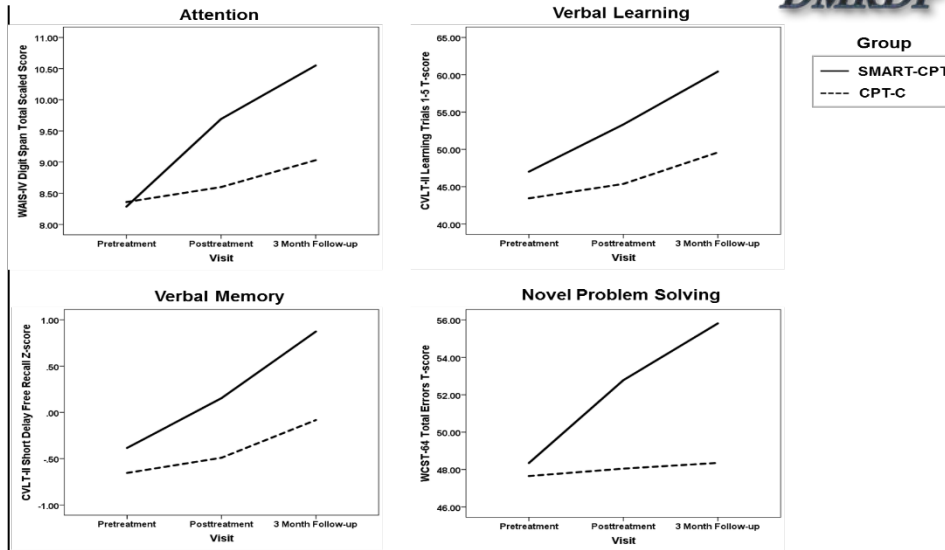 DMRDP
Attention
WAIS-IV Digit Span Total Scaled Score
11.00
10.50
10.00
9.50
9.00
8.50
8.00
Pretreatment Posttreatment 3 Month Follow-up
Visit
Verbal Learning
CVLT-II Learning Trials 1-5 T-score
65.00
60.00
55.00
50.00
45.00
40.00
Pretreatment Posttreatment 3 Month Follow-up
Visit
Group
SMART-CPT
CPT-C
Verbal Memory
CVLT-II Short Delay Free Recall Z-score
1.00
.50
.00
-.50
-1.00
Pretreatment Posttreatment 3 Month Follow-up
Visit
Novel Problem Solving
WCST-64 Total Errors T-score
56.00
54.00
52.00
50.00
48.00
46.00
Pretreatment Posttreatment 3 Month Follow-up
Visit